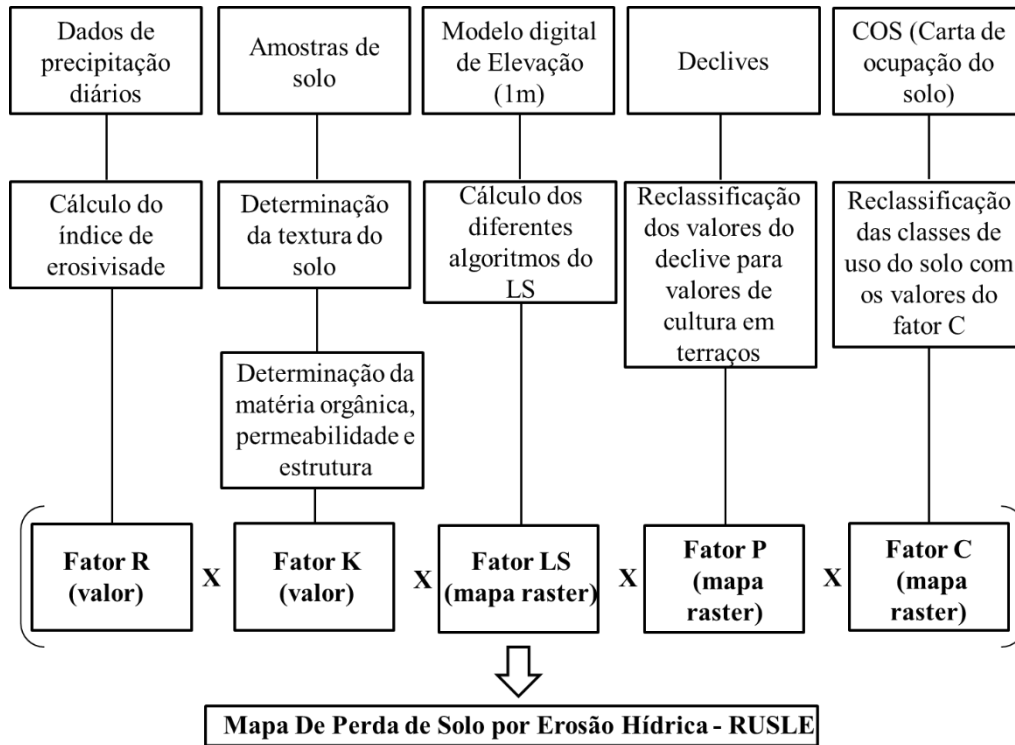 Dados de
precipitação
diários
Amostras de
solo
Modelo digital
de Elevação
(1m)
Declives
COS (Carta de
ocupação do
solo)
Cálculo do
índice de
erosivisade
Determinação
da textura do
solo
Cálculo dos
diferentes
algoritmos do
LS
Reclassificação
dos valores do
declive para
valores de
cultura em
terraços
Reclassificação
das classes de
uso do solo com
os valores do
fator C
Determinação da
matéria orgânica,
permeabilidade e
estrutura
Fator R
(valor)
X
Fator K
(valor)
X
Fator LS
(mapa raster)
X
Fator P
(mapa
raster)
X
Fator C
(mapa
raster)
Mapa De Perda de Solo por Erosão Hídrica - RUSLE